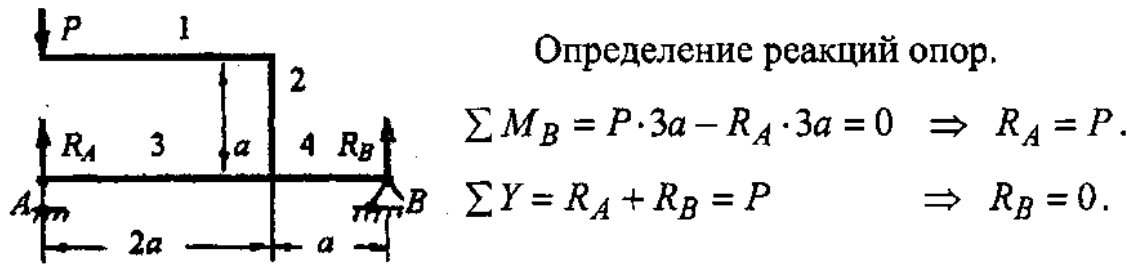 P 1
2
Определение реакций опор.
∑ M_B = P·3a − R_A·3a = 0 ⇒ R_A = P.
R_A 3 a 4 R_B
∑ Y = R_A + R_B = P ⇒ R_B = 0.
A B
2a a